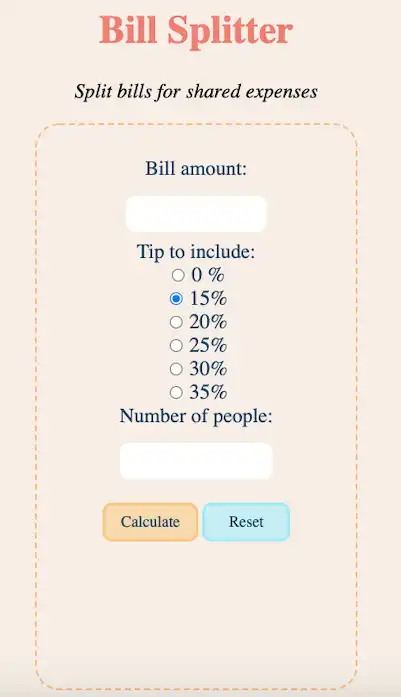 Bill Splitter
Split bills for shared expenses
Bill amount:
Tip to include:
0 %
15%
20%
25%
30%
35%
Number of people:
Calculate Reset